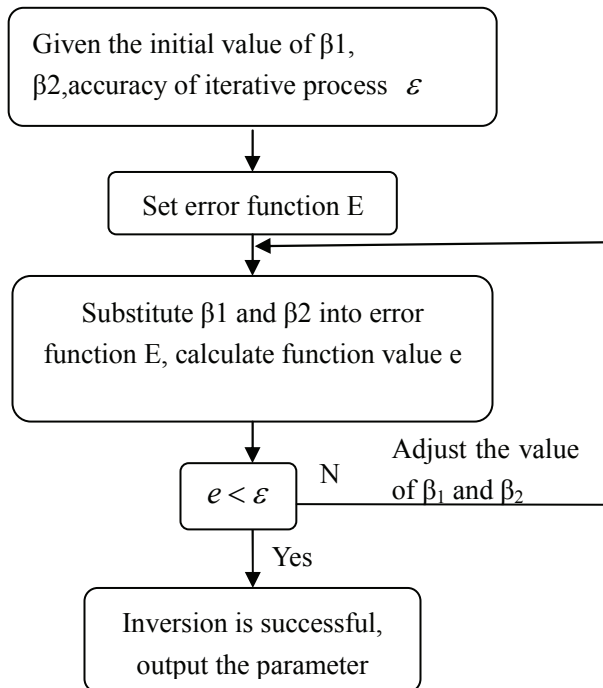 Given the initial value of β1,
β2,accuracy of iterative process ε
Set error function E
Substitute β1 and β2 into error
function E, calculate function value e
e < ε
N
Adjust the value
of β₁ and β₂
Yes
Inversion is successful,
output the parameter